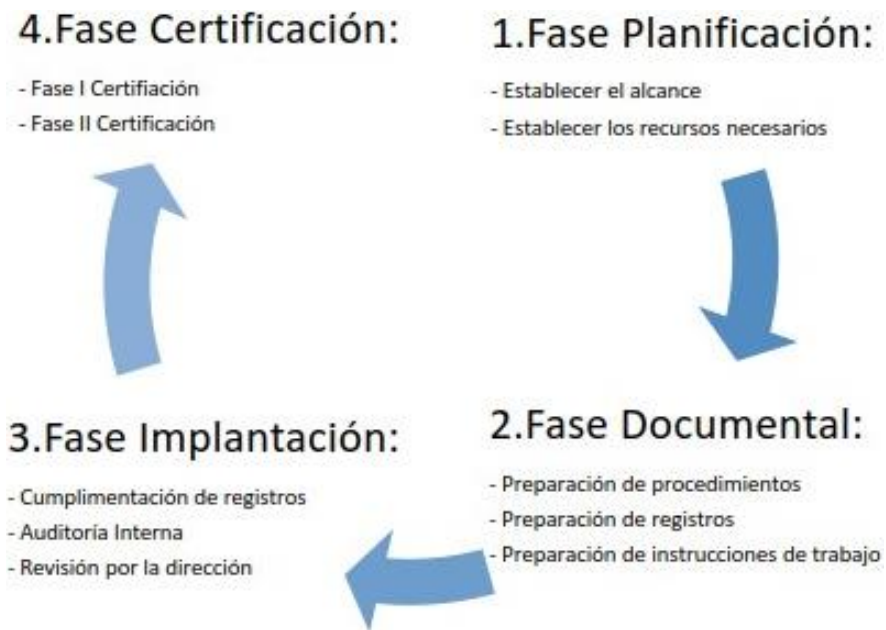 4.Fase Certificación:
- Fase I Certifiación
- Fase II Certificación
1.Fase Planificación:
- Establecer el alcance
- Establecer los recursos necesarios
3.Fase Implantación:
- Cumplimentación de registros
- Auditoría Interna
- Revisión por la dirección
2.Fase Documental:
- Preparación de procedimientos
- Preparación de registros
- Preparación de instrucciones de trabajo